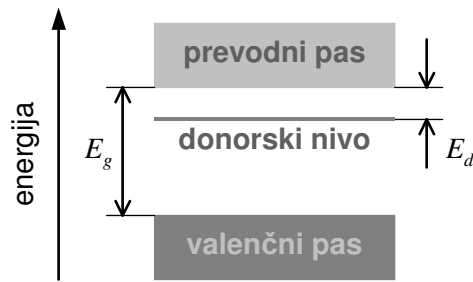 prevodni pas
energija
E_g
donorski nivo
E_d
valenčni pas